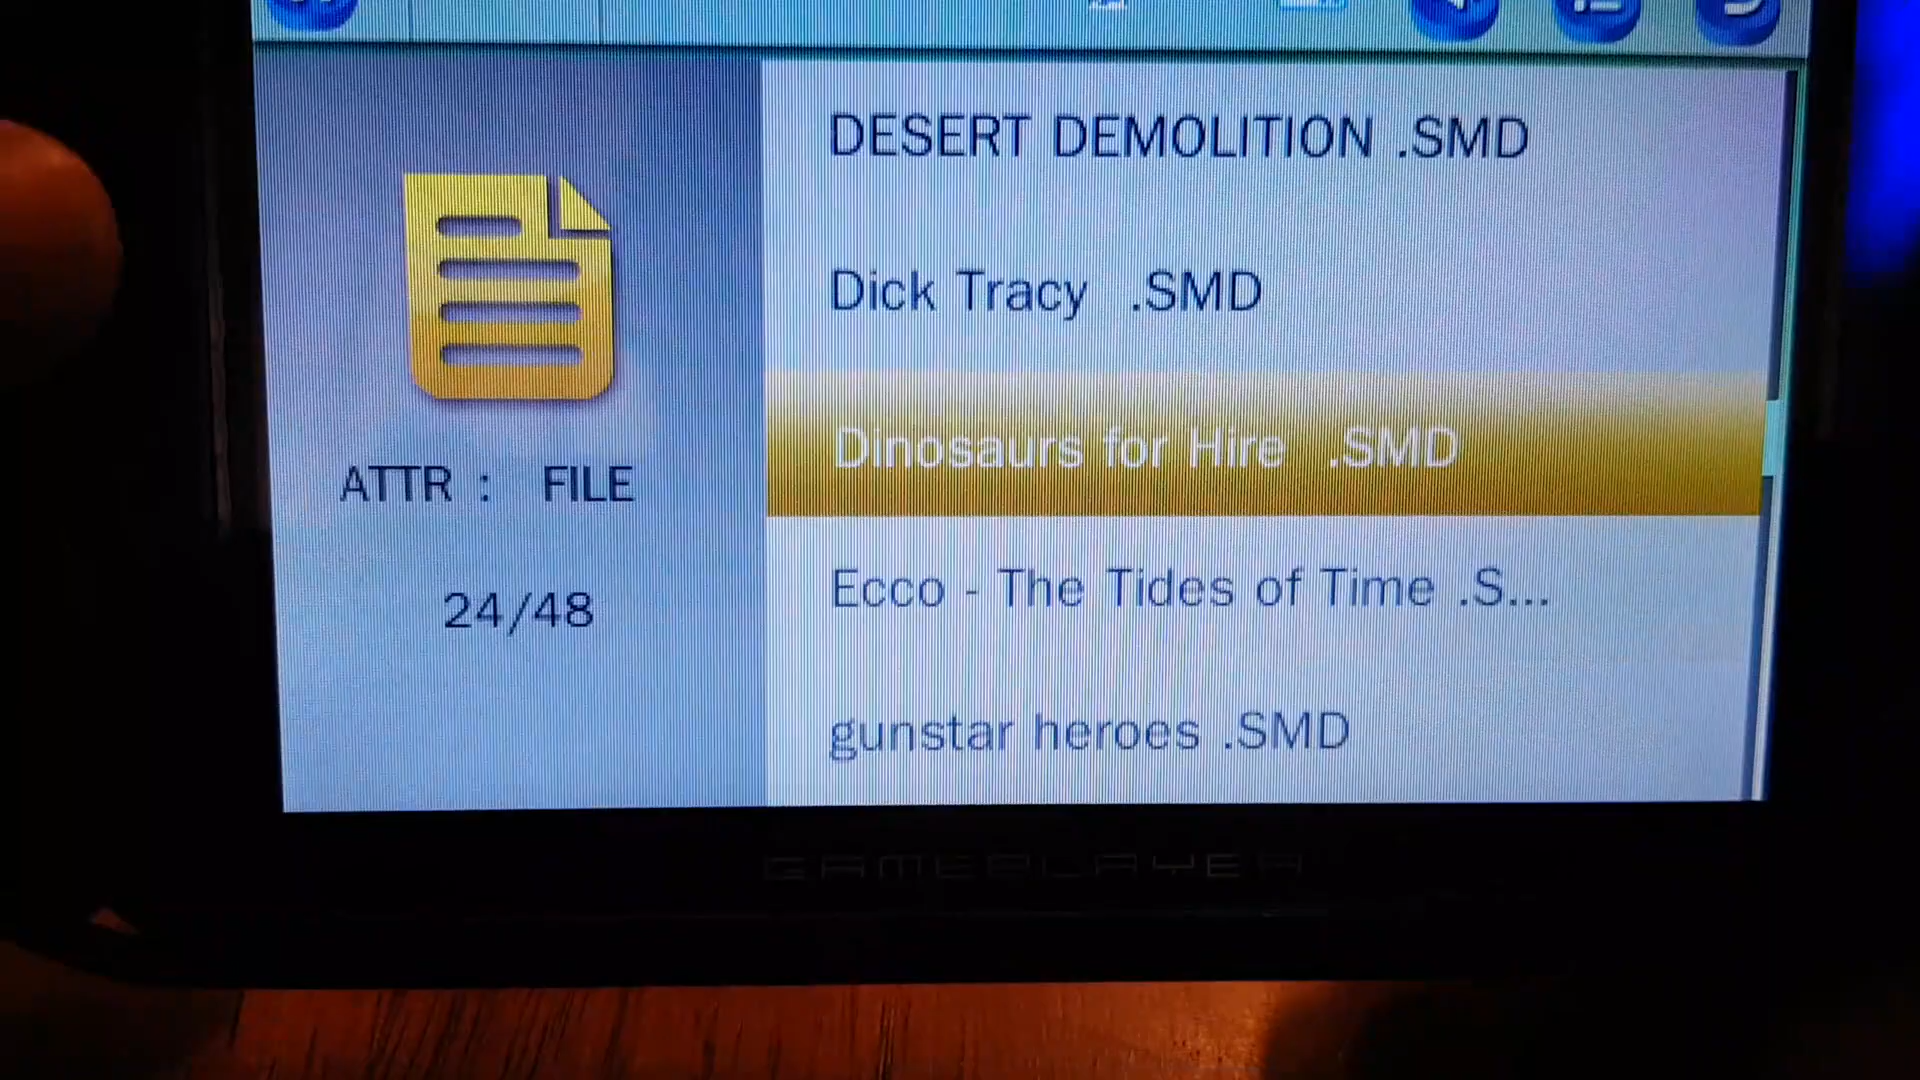 DESERT DEMOLITION .SMD
Dick Tracy .SMD
Dinosaurs for Hire .SMD
Ecco - The Tides of Time .S...
gunstar heroes .SMD
ATTR : FILE
24/48
GAMEPLAYER